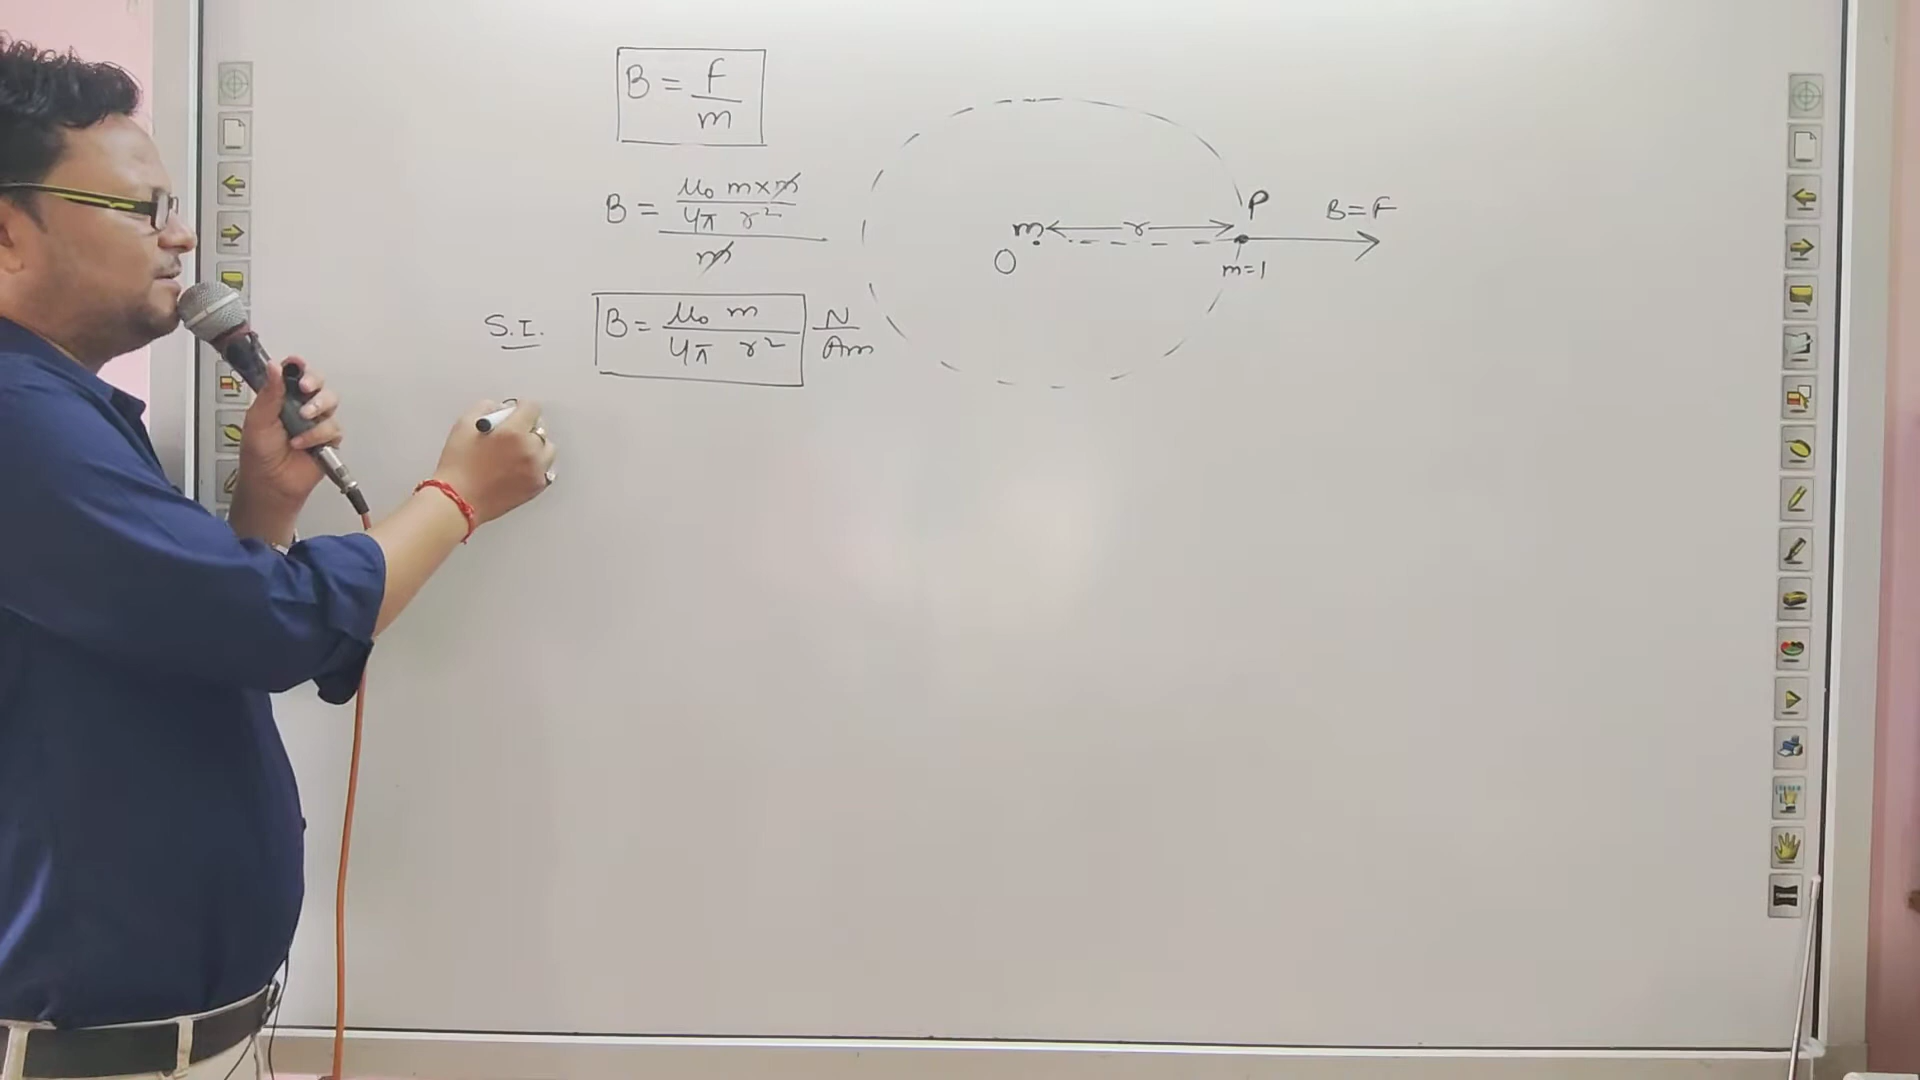 B = F/m
B = (μ₀ m×m / 4π r²) / m
S.I. B = μ₀ m / 4π r² N/Am
m r P B=F
O m=1